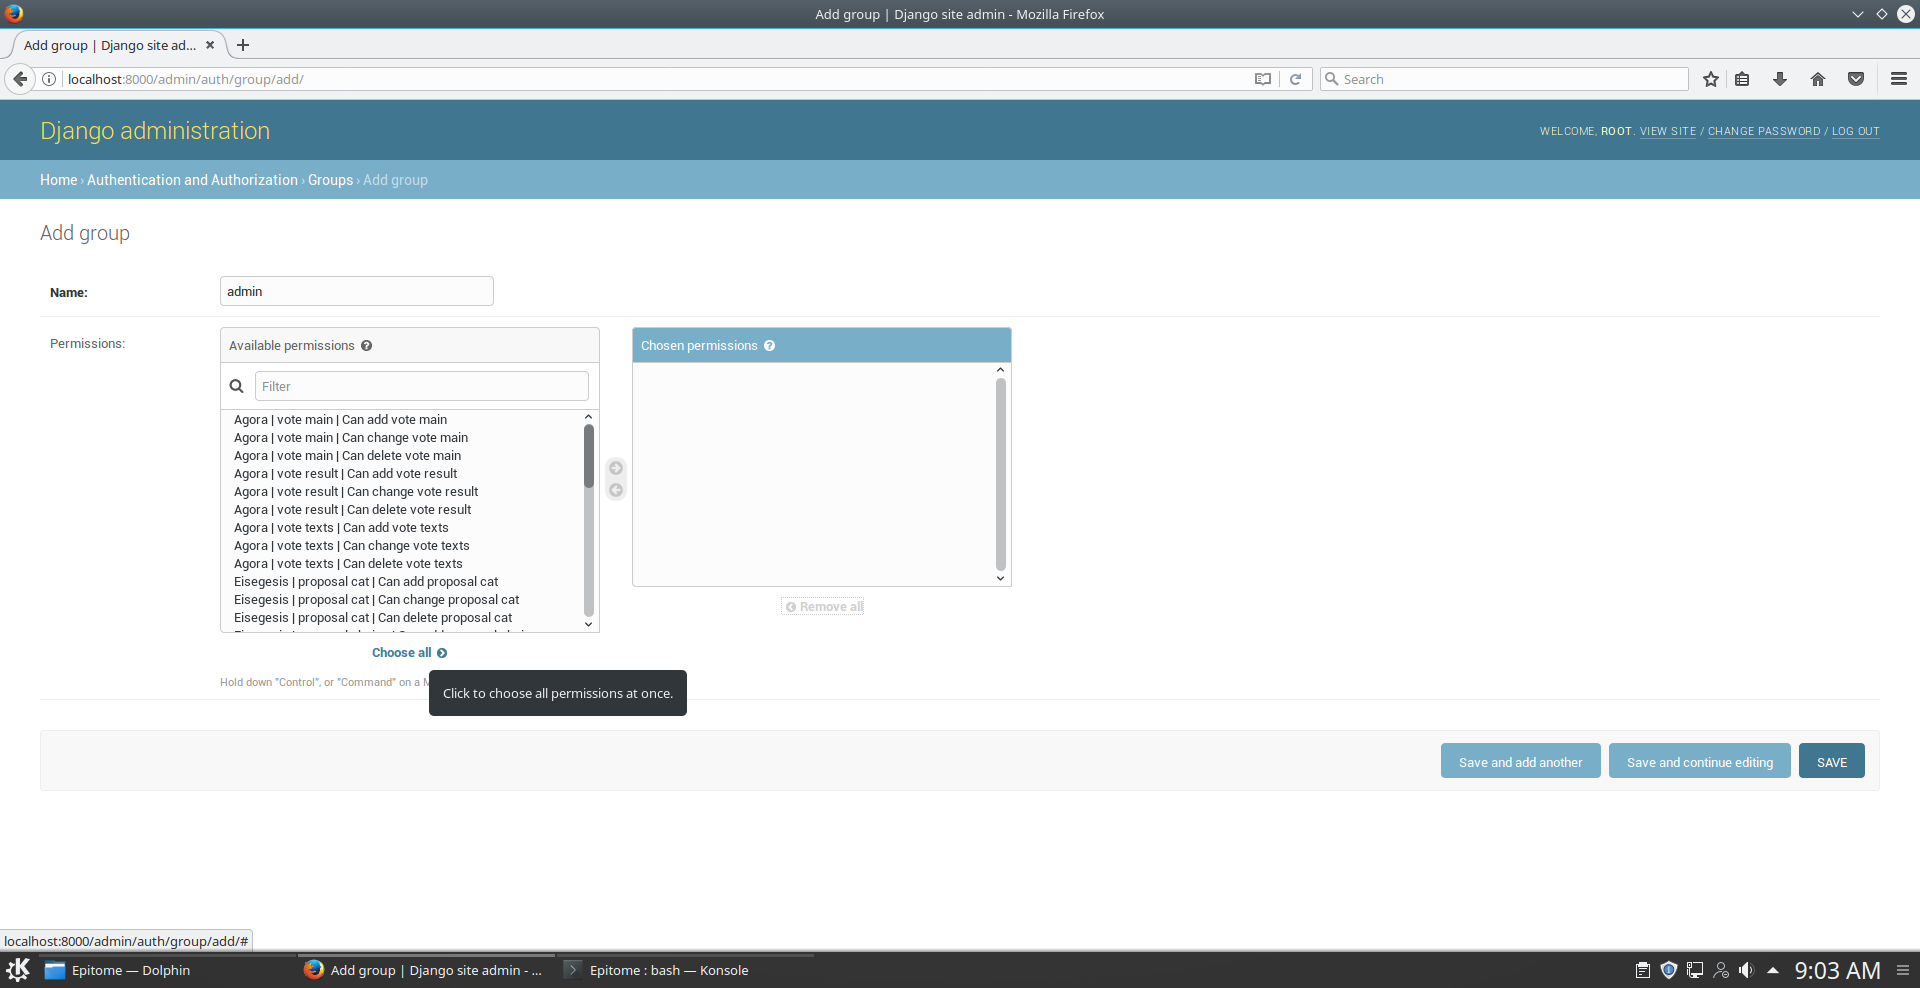 Add group | Django site admin - Mozilla Firefox
Add group | Django site ad...
localhost:8000/admin/auth/group/add/
Search
Django administration
WELCOME, ROOT. VIEW SITE / CHANGE PASSWORD / LOG OUT
Home › Authentication and Authorization › Groups › Add group
Add group
Name:
admin
Permissions:
Available permissions
Filter
Agora | vote main | Can add vote main
Agora | vote main | Can change vote main
Agora | vote main | Can delete vote main
Agora | vote result | Can add vote result
Agora | vote result | Can change vote result
Agora | vote result | Can delete vote result
Agora | vote texts | Can add vote texts
Agora | vote texts | Can change vote texts
Agora | vote texts | Can delete vote texts
Eisegesis | proposal cat | Can add proposal cat
Eisegesis | proposal cat | Can change proposal cat
Eisegesis | proposal cat | Can delete proposal cat
Choose all
Chosen permissions
Remove all
Hold down "Control", or "Command" on a
Click to choose all permissions at once.
Save and add another
Save and continue editing
SAVE
localhost:8000/admin/auth/group/add/#
Epitome — Dolphin
Add group | Django site admin - ...
Epitome : bash — Konsole
9:03 AM